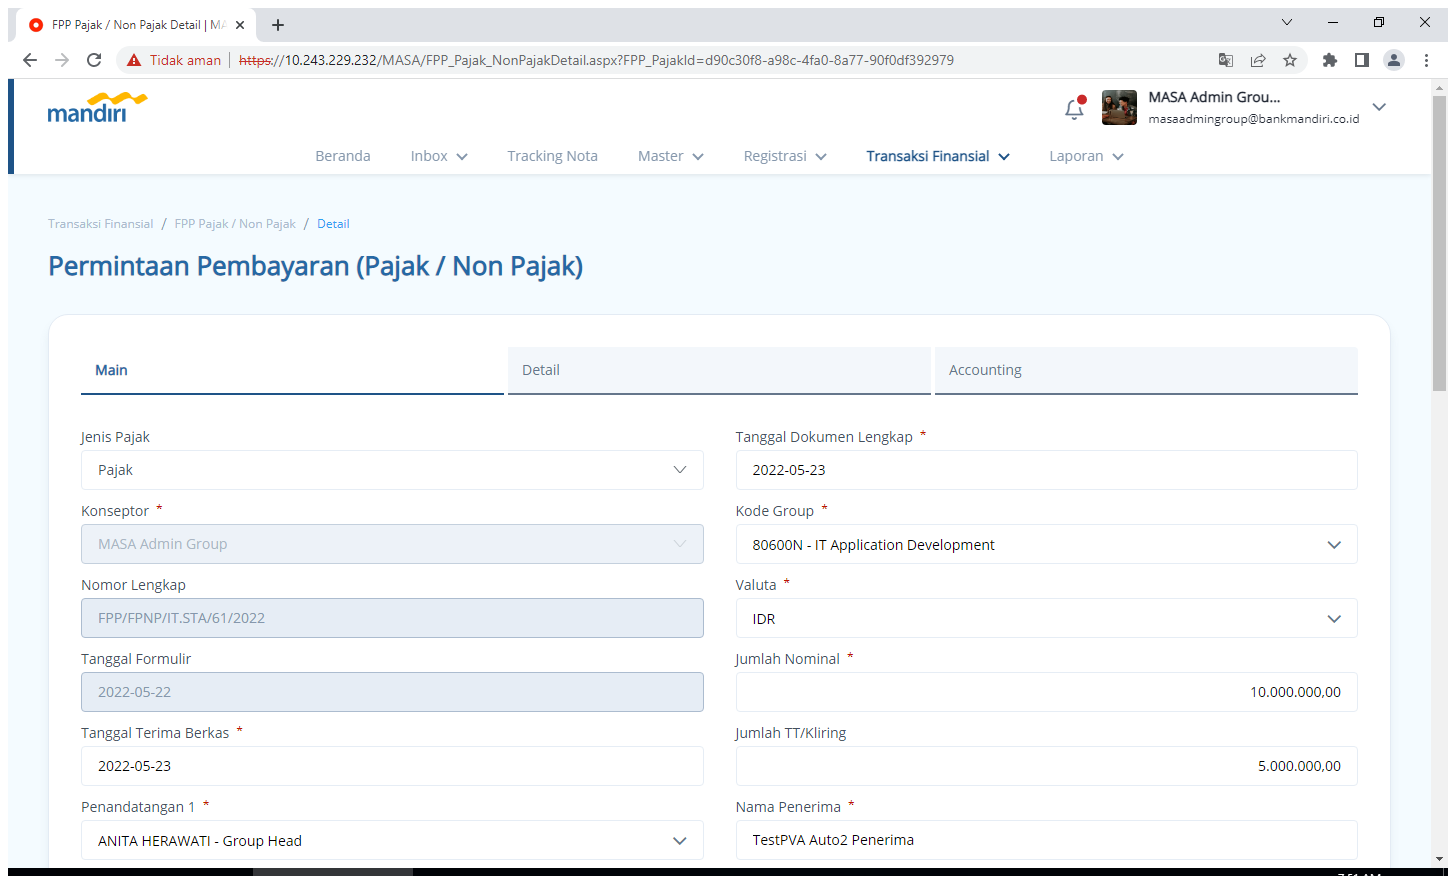 FPP Pajak / Non Pajak Detail | MA
Tidak aman
https://10.243.229.232/MASA/FPP_Pajak_NonPajakDetail.aspx?FPP_PajakId=d90c30f8-a98c-4fa0-8a77-90f0df392979
mandiri
MASA Admin Grou...
masaadmingroup@bankmandiri.co.id
Beranda Inbox Tracking Nota Master Registrasi Transaksi Finansial Laporan
Transaksi Finansial / FPP Pajak / Non Pajak / Detail
Permintaan Pembayaran (Pajak / Non Pajak)
Main Detail Accounting
Jenis Pajak
Pajak
Tanggal Dokumen Lengkap *
2022-05-23
Konseptor *
MASA Admin Group
Kode Group *
80600N - IT Application Development
Nomor Lengkap
FPP/FPNP/IT.STA/61/2022
Valuta *
IDR
Tanggal Formulir
2022-05-22
Jumlah Nominal *
10.000.000,00
Tanggal Terima Berkas *
2022-05-23
Jumlah TT/Kliring
5.000.000,00
Penandatangan 1 *
ANITA HERAWATI - Group Head
Nama Penerima *
TestPVA Auto2 Penerima